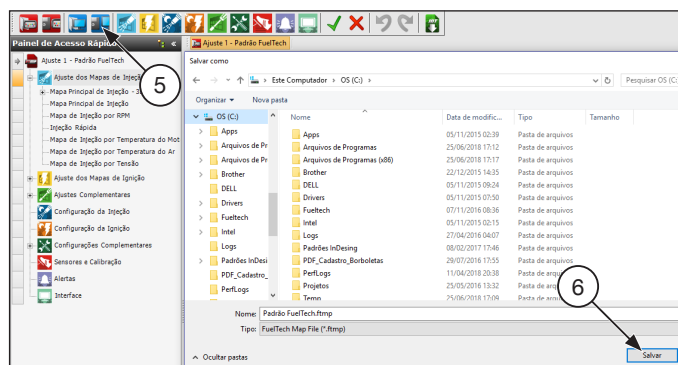 Painel de Acesso Rápido
Ajuste 1 - Padrão FuelTech
5
Ajuste 1 - Padrão FuelTech
Ajuste dos Mapas de Injeç
Mapa Principal de Injeção - 3
Mapa Principal de Injeção
Mapa de Injeção por RPM
Injeção Rápida
Mapa de Injeção por Temperatura do Mot
Mapa de Injeção por Temperatura do Ar
Mapa de Injeção por Tensão
Ajuste dos Mapas de Ignição
Ajustes Complementares
Configuração da Injeção
Configuração da Ignição
Configurações Complementares
Sensores e Calibração
Alertas
Interface
Salvar como
Este Computador > OS (C:) >
Pesquisar OS (C:
Organizar
Nova pasta
OS (C:)
Apps
Arquivos de Pr
Arquivos de Pr
Brother
DELL
Drivers
Fueltech
Intel
Logs
Padrões InDesi
PDF_Cadastro_
PerfLogs
Nome Data de modific... Tipo Tamanho
Apps 05/11/2015 02:39 Pasta de arquivos
Arquivos de Programas 25/06/2018 17:12 Pasta de arquivos
Arquivos de Programas (x86) 25/06/2018 17:17 Pasta de arquivos
Brother 22/12/2015 14:35 Pasta de arquivos
DELL 05/11/2015 09:24 Pasta de arquivos
Drivers 05/11/2015 07:50 Pasta de arquivos
Fueltech 07/11/2016 08:36 Pasta de arquivos
Intel 05/11/2015 02:15 Pasta de arquivos
Logs 27/04/2016 04:07 Pasta de arquivos
Padrões InDesing 08/02/2017 17:46 Pasta de arquivos
PDF_Cadastro_Borboletas 29/07/2016 17:55 Pasta de arquivos
PerfLogs 11/04/2018 20:38 Pasta de arquivos
Projetos 25/05/2016 13:32 Pasta de arqu
Temp 25/06/2018 17:09 Pasta de arquivos
6
Nome: Padrão FuelTech.ftmp
Tipo: FuelTech Map File (*.ftmp)
Ocultar pastas
Salvar